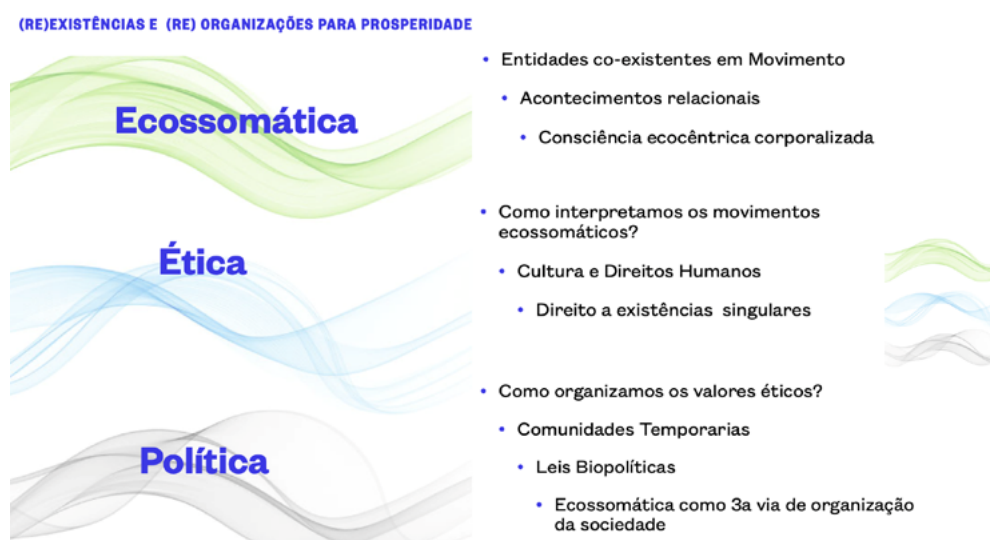 (RE)EXISTÊNCIAS E (RE) ORGANIZAÇÕES PARA PROSPERIDADE
Ecossomática
• Entidades co-existentes em Movimento
• Acontecimentos relacionais
• Consciência ecocêntrica corporalizada
Ética
• Como interpretamos os movimentos
ecossomáticos?
• Cultura e Direitos Humanos
• Direito a existências singulares
Política
• Como organizamos os valores éticos?
• Comunidades Temporarias
• Leis Biopolíticas
• Ecossomática como 3a via de organização
da sociedade